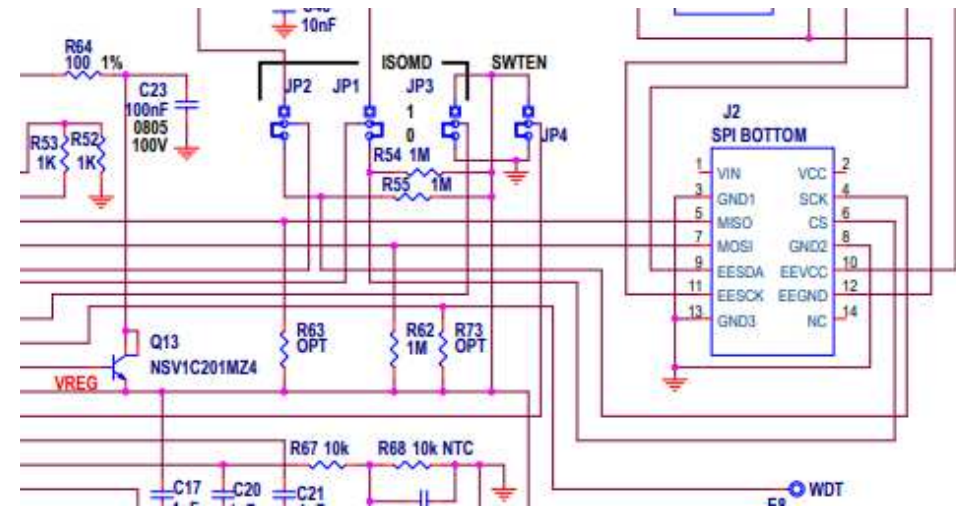 10nF
R64
100 1%
ISOMD
SWTEN
C23
100nF
0805
100V
JP2
JP1
JP3
1
0
JP4
R53
1K
R52
1K
R54 1M
R55 1M
J2
SPI BOTTOM
1 VIN VCC 2
3 GND1 SCK 4
5 MISO CS 6
7 MOSI GND2 8
9 EESDA EEVCC 10
11 EESCK EEGND 12
13 GND3 NC 14
Q13
NSV1C201MZ4
VREG
R63
OPT
R62
1M
R73
OPT
R67 10k
R68 10k NTC
C17
C20
C21
WDT